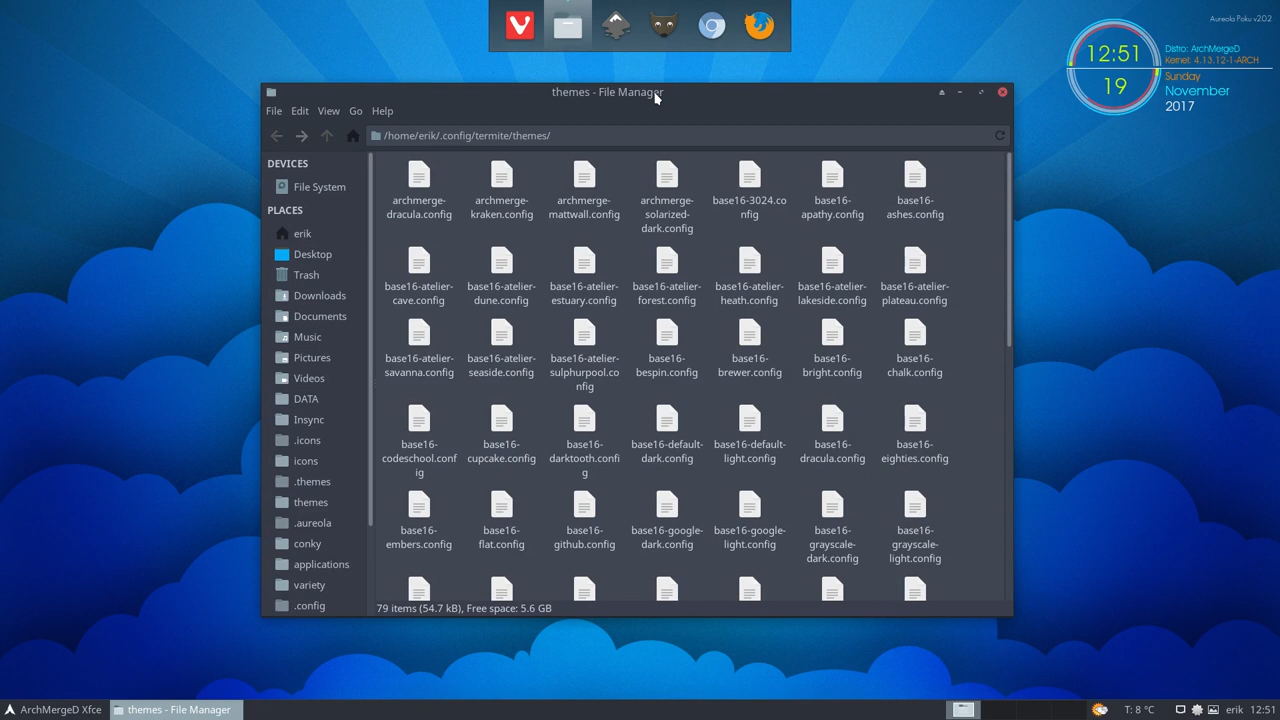 Aureola Poku v2.0.2
12:51
19
Distro: ArchMergeD
Kernel: 4.13.12-1-ARCH
Sunday
November
2017
themes - File Manager
File Edit View Go Help
/home/erik/.config/termite/themes/
DEVICES
File System
PLACES
erik
Desktop
Trash
Downloads
Documents
Music
Pictures
Videos
DATA
Insync
.icons
icons
.themes
themes
.aureola
conky
applications
variety
.config
archmerge-
dracula.config
archmerge-
kraken.config
archmerge-
mattwall.config
archmerge-
solarized-
dark.config
base16-3024.co
nfig
base16-
apathy.config
base16-
ashes.config
base16-atelier-
cave.config
base16-atelier-
dune.config
base16-atelier-
estuary.config
base16-atelier-
forest.config
base16-atelier-
heath.config
base16-atelier-
lakeside.config
base16-atelier-
plateau.config
base16-atelier-
savanna.config
base16-atelier-
seaside.config
base16-atelier-
sulphurpool.co
nfig
base16-
bespin.config
base16-
brewer.config
base16-
bright.config
base16-
chalk.config
base16-
codeschool.conf
ig
base16-
cupcake.config
base16-
darktooth.confi
g
base16-default-
dark.config
base16-default-
light.config
base16-
dracula.config
base16-
eighties.config
base16-
embers.config
base16-
flat.config
base16-
github.config
base16-google-
dark.config
base16-google-
light.config
base16-
grayscale-
dark.config
base16-
grayscale-
light.config
79 items (54.7 kB), Free space: 5.6 GB
ArchMergeD Xfce
themes - File Manager
T: 8 °C
erik 12:51